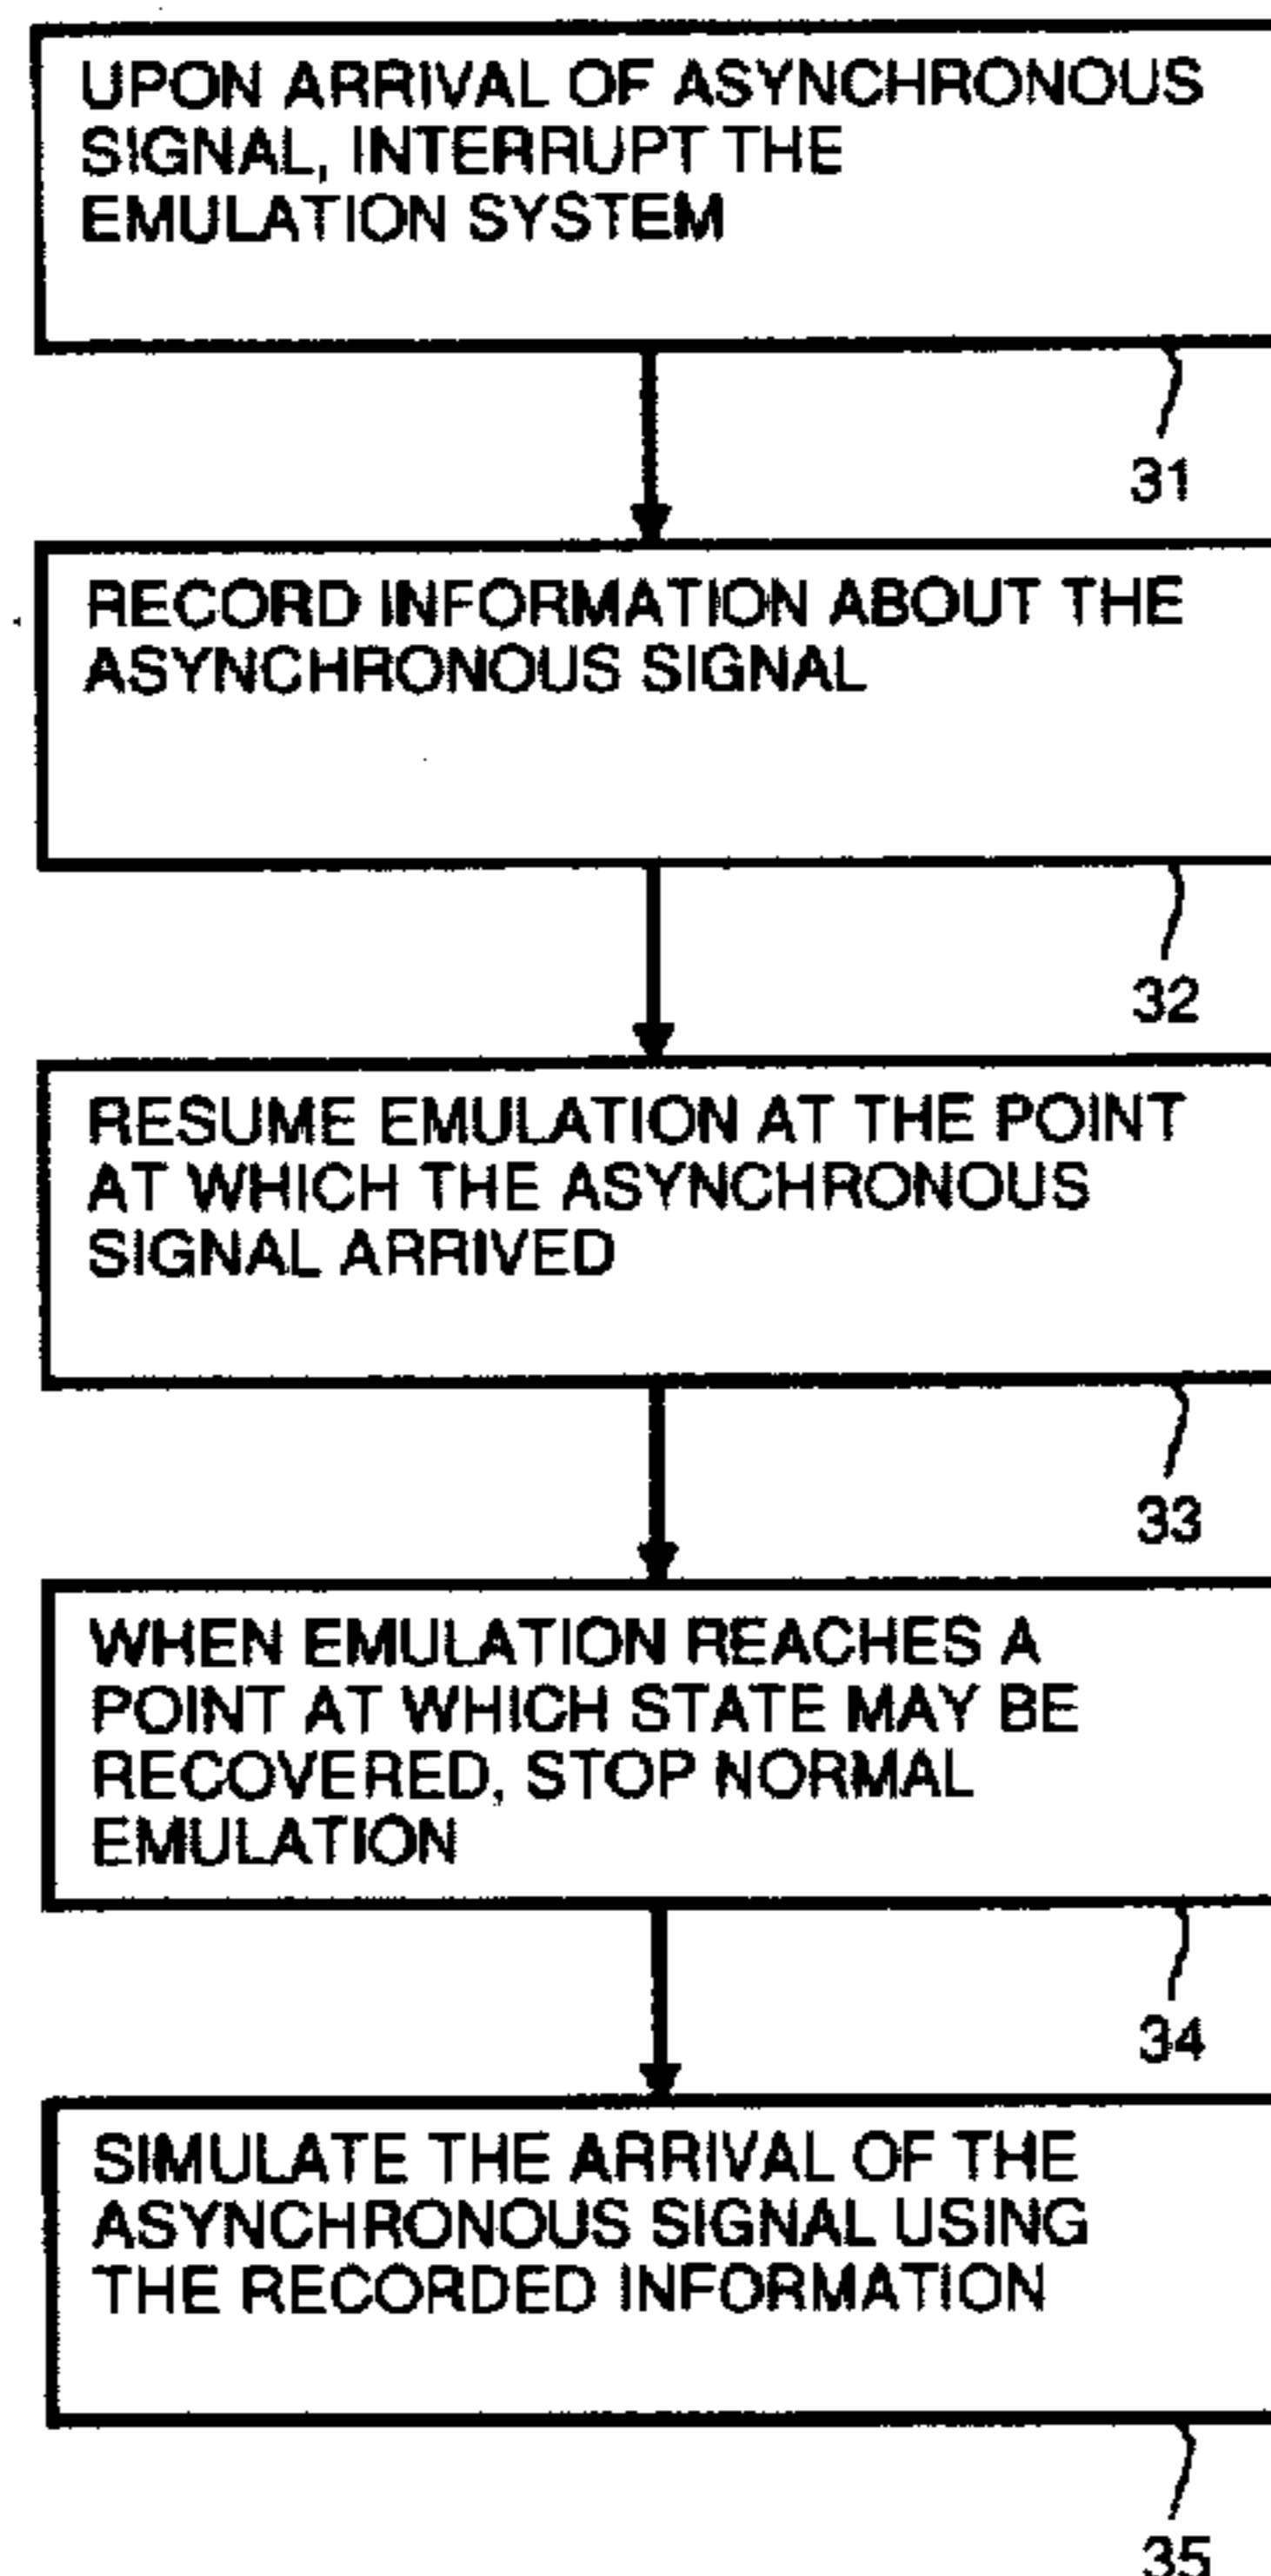 UPON ARRIVAL OF ASYNCHRONOUS
SIGNAL, INTERRUPT THE
EMULATION SYSTEM
31
RECORD INFORMATION ABOUT THE
ASYNCHRONOUS SIGNAL
32
RESUME EMULATION AT THE POINT
AT WHICH THE ASYNCHRONOUS
SIGNAL ARRIVED
33
WHEN EMULATION REACHES A
POINT AT WHICH STATE MAY BE
RECOVERED, STOP NORMAL
EMULATION
34
SIMULATE THE ARRIVAL OF THE
ASYNCHRONOUS SIGNAL USING
THE RECORDED INFORMATION
35